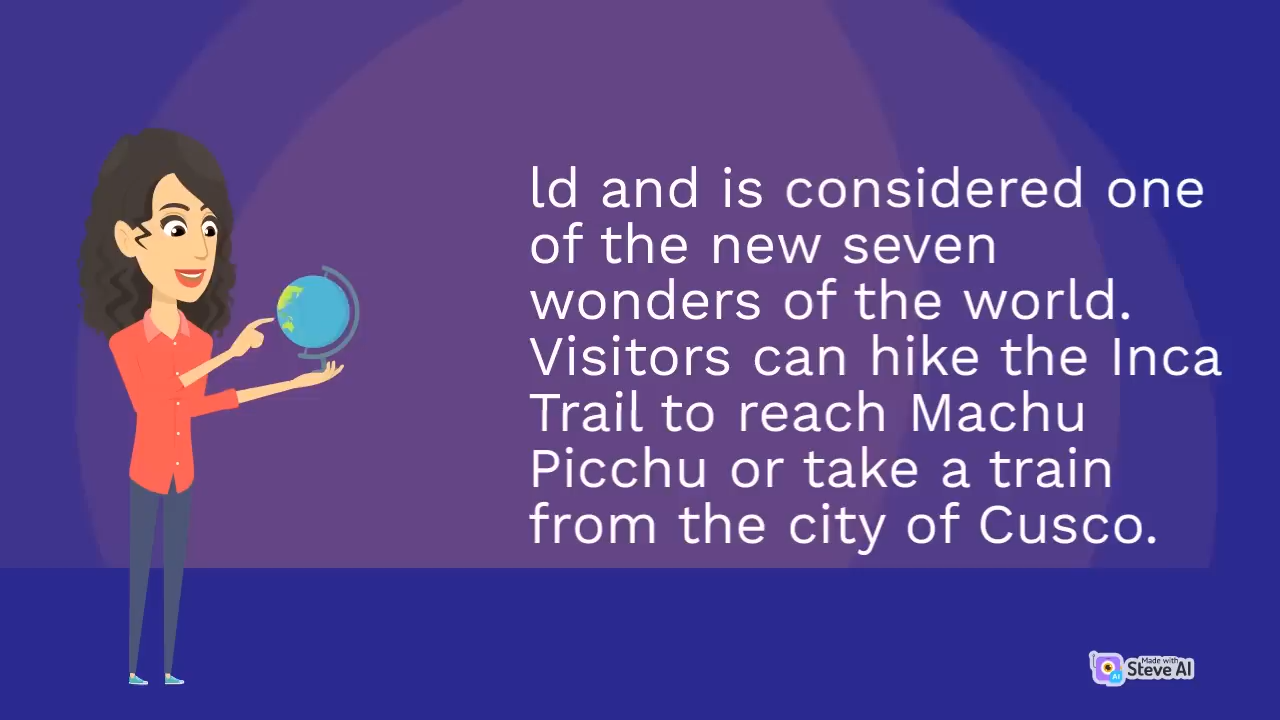 ld and is considered one
of the new seven
wonders of the world.
Visitors can hike the Inca
Trail to reach Machu
Picchu or take a train
from the city of Cusco.
Made with
Steve AI
AI